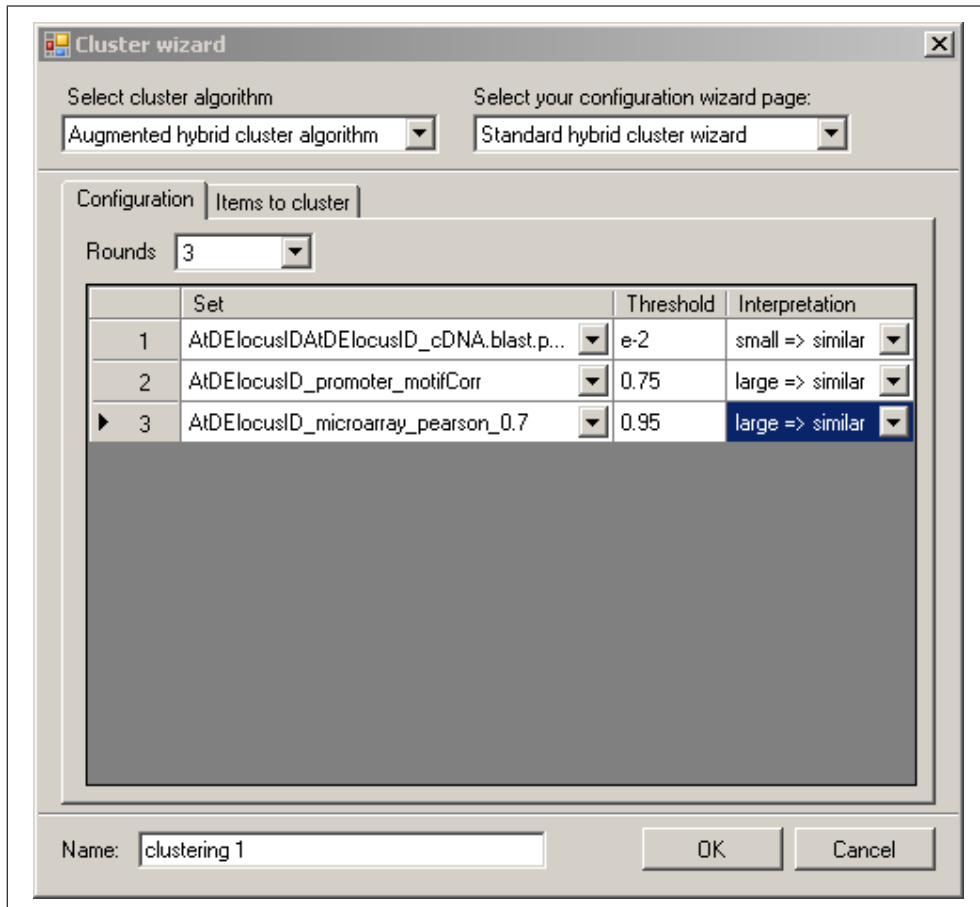 Cluster wizard
Select cluster algorithm
Select your configuration wizard page:
Augmented hybrid cluster algorithm
Standard hybrid cluster wizard
Configuration
Items to cluster
Rounds 3
Set Threshold Interpretation
1 AtDElocusIDAtDElocusID_cDNA.blast.p... e-2 small => similar
2 AtDElocusID_promoter_motifCorr 0.75 large => similar
3 AtDElocusID_microarray_pearson_0.7 0.95 large => similar
Name: clustering 1 OK Cancel